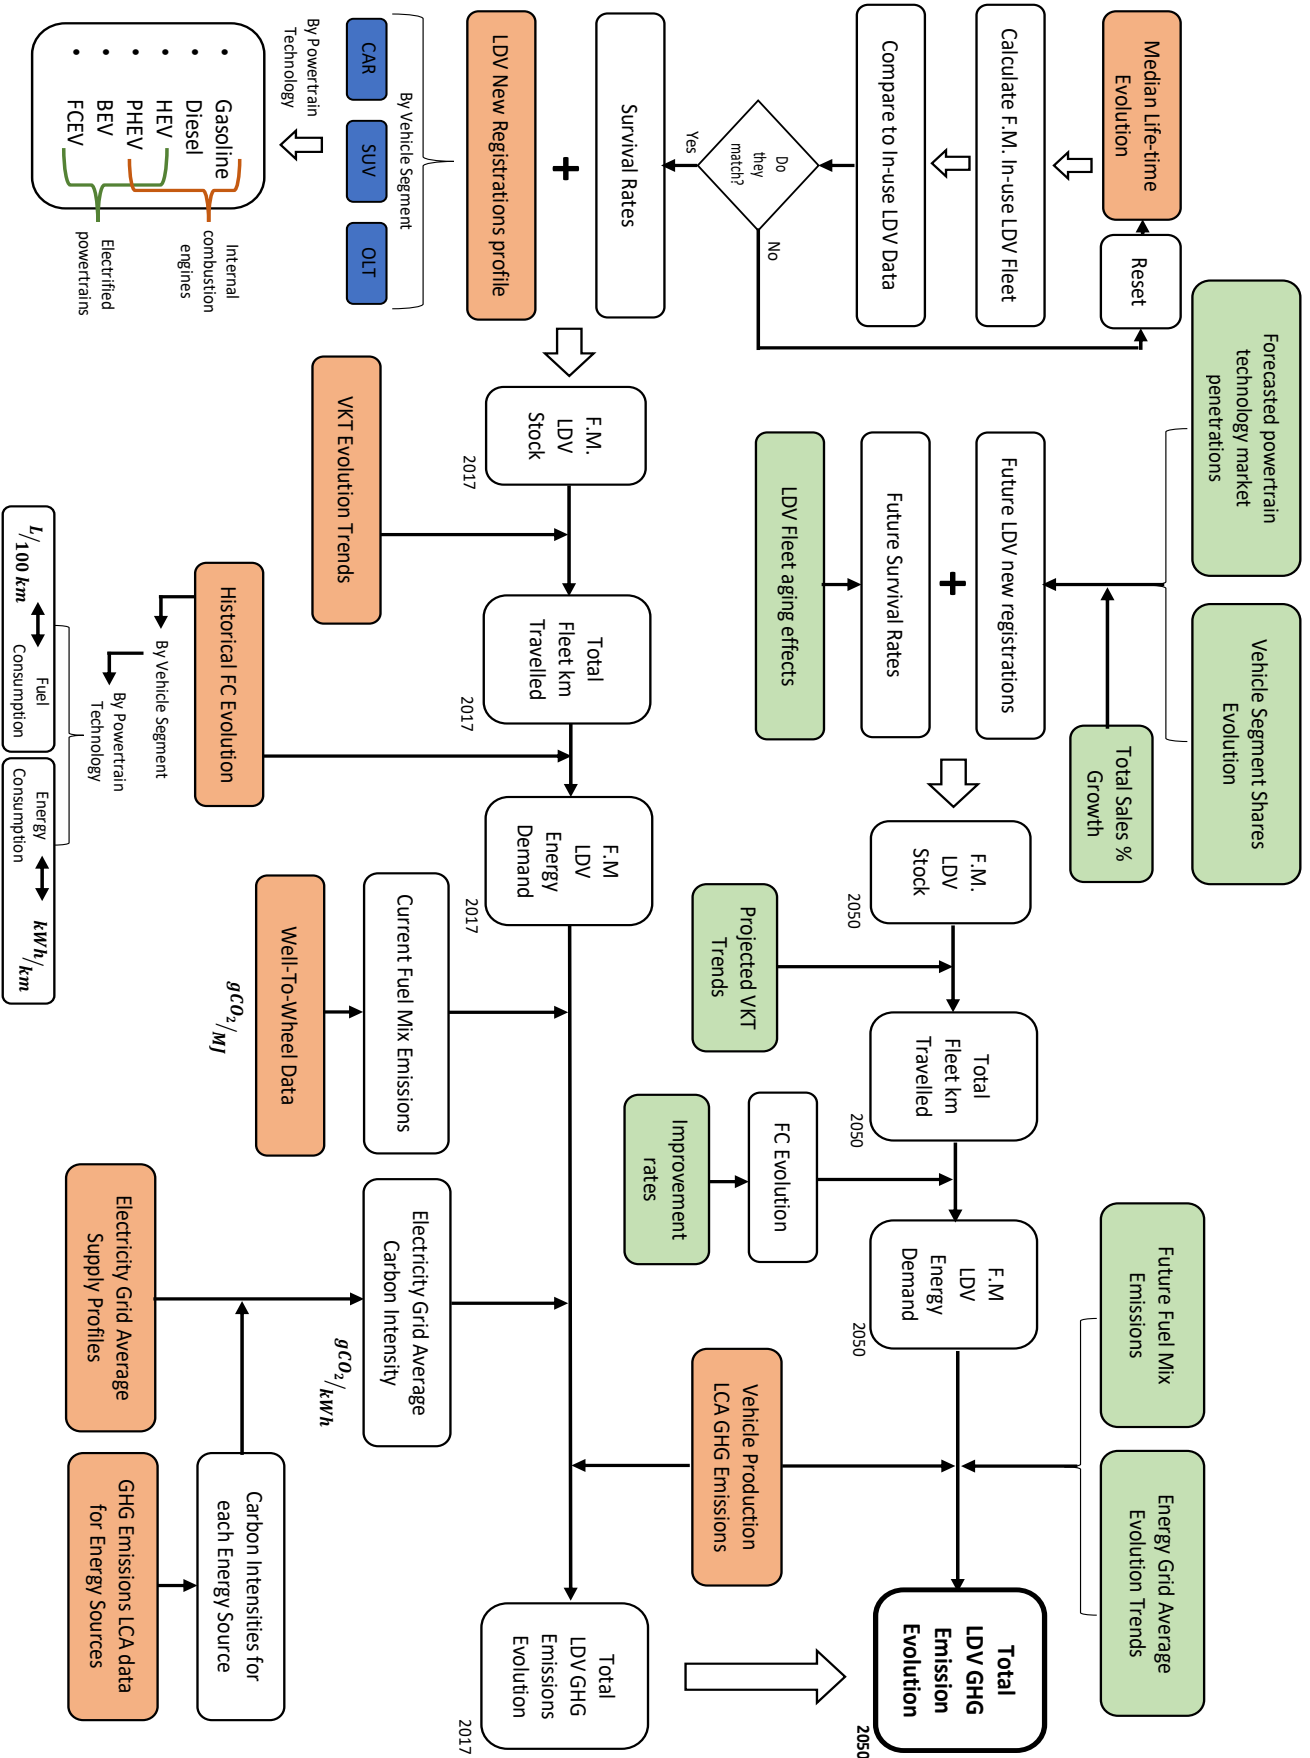 Median Life-time
Evolution
Reset
Calculate F.M. In-use LDV Fleet
Compare to In-use LDV Data
Do
they
match?
No
Yes
Survival Rates
+
LDV New Registrations profile
By Vehicle Segment
CAR
SUV
OLT
By Powertrain
Technology
• Gasoline
• Diesel
• HEV
• PHEV
• BEV
• FCEV
Internal
combustion
engines
Electrified
powertrains
Forecasted powertrain
technology market
penetrations
Vehicle Segment Shares
Evolution
Total Sales %
Growth
Future LDV new registrations
+
Future Survival Rates
LDV Fleet aging effects
F.M.
LDV
Stock
2017
VKT Evolution Trends
Total
Fleet km
Travelled
2017
Historical FC Evolution
By Vehicle Segment
By Powertrain
Technology
L/100 km
Fuel
Consumption
Energy
Consumption
kWh/km
F.M
LDV
Energy
Demand
2017
Current Fuel Mix Emissions
Well-To-Wheel Data
gCO₂/MJ
Electricity Grid Average
Carbon Intensity
gCO₂/kWh
Electricity Grid Average
Supply Profiles
Carbon Intensities for
each Energy Source
GHG Emissions LCA data
for Energy Sources
Total
LDV GHG
Emissions
Evolution
2017
F.M.
LDV
Stock
2050
Projected VKT
Trends
Total
Fleet km
Travelled
2050
FC Evolution
Improvement
rates
F.M
LDV
Energy
Demand
2050
Future Fuel Mix
Emissions
Energy Grid Average
Evolution Trends
Vehicle Production
LCA GHG Emissions
Total
LDV GHG
Emission
Evolution
2050